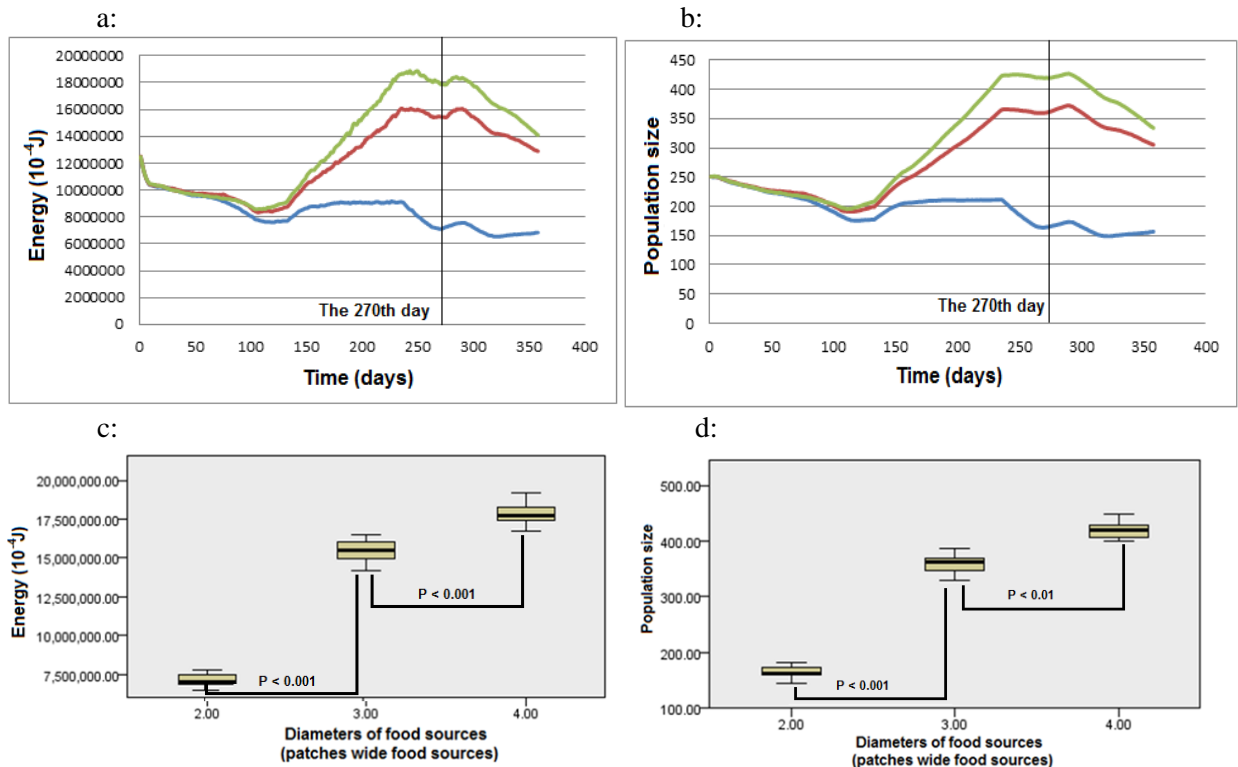 a:
20000000
18000000
16000000
14000000
12000000
10000000
8000000
6000000
4000000
2000000
0
Energy (10⁻⁴J)
The 270th day
0 50 100 150 200 250 300 350 400
Time (days)
b:
450
400
350
300
250
200
150
100
50
0
Population size
The 270th day
0 50 100 150 200 250 300 350 400
Time (days)
c:
20,000,000.00
17,500,000.00
15,000,000.00
12,500,000.00
10,000,000.00
7,500,000.00
Energy (10⁻⁴J)
P < 0.001
P < 0.001
2.00 3.00 4.00
Diameters of food sources
(patches wide food sources)
d:
500.00
400.00
300.00
200.00
100.00
Population size
P < 0.01
P < 0.001
2.00 3.00 4.00
Diameters of food sources
(patches wide food sources)